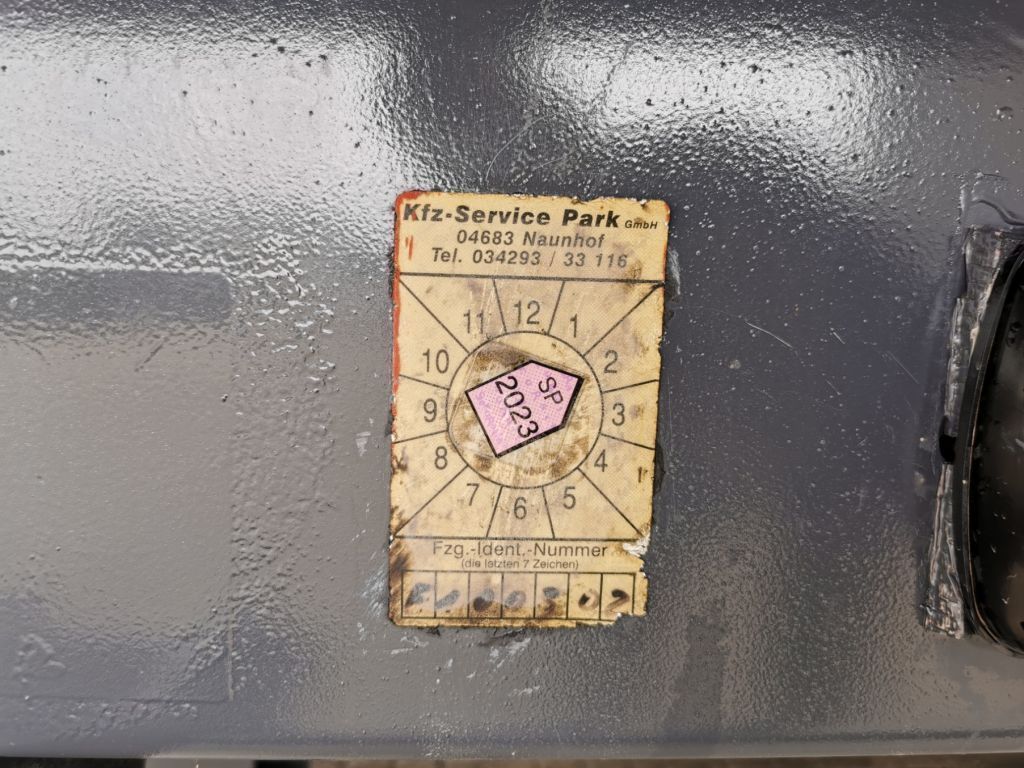 Kfz-Service Park GmbH
04683 Naunhof
Tel. 034293 / 33 116
11 12 1
10 2
9 3
8 4
7 6 5
SP
2023
Fzg.-Ident.-Nummer
(die letzten 7 Zeichen)